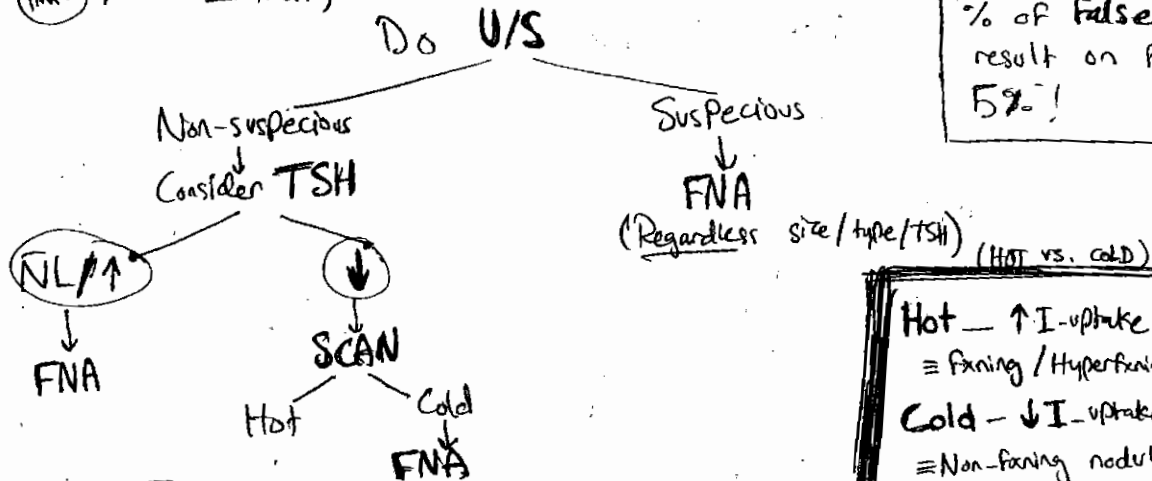 Do U/S
% of False
result on
5%!
Non-suspecious
↓
Consider TSH
Suspecious
↓
FNA
(Regardless size/type/TSH)
NL/↑
↓
FNA
↓
↓
SCAN
Hot
Cold
↓
FNA
(HOT vs. COLD)
Hot — ↑ I-uptake
≡ fxning / Hyperfxni
Cold – ↓ I-uptake
≡ Non-fxning nodul